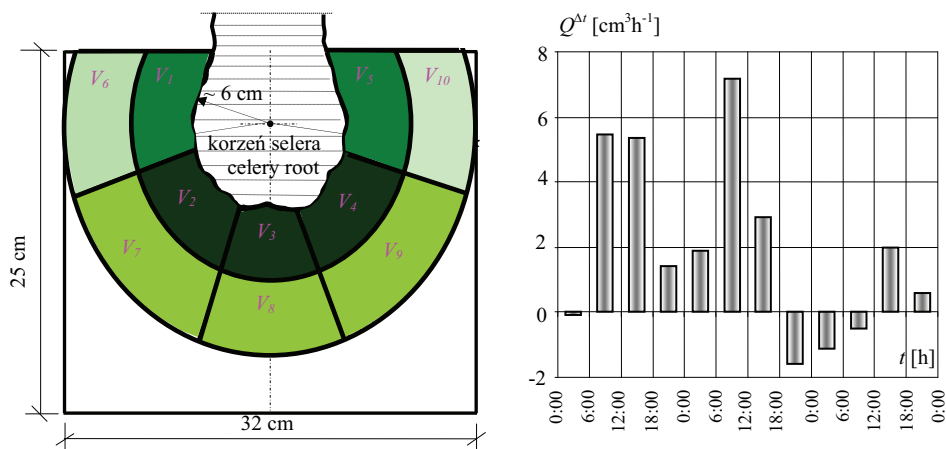 V6
V1
V5
V10
~ 6 cm
korzeń selera
celery root
V2
V4
V3
V7
V9
V8
25 cm
32 cm
Q^Δt [cm³h⁻¹]
8
6
4
2
0
-2
t [h]
0:00
6:00
12:00
18:00
0:00
6:00
12:00
18:00
0:00
6:00
12:00
18:00
0:00